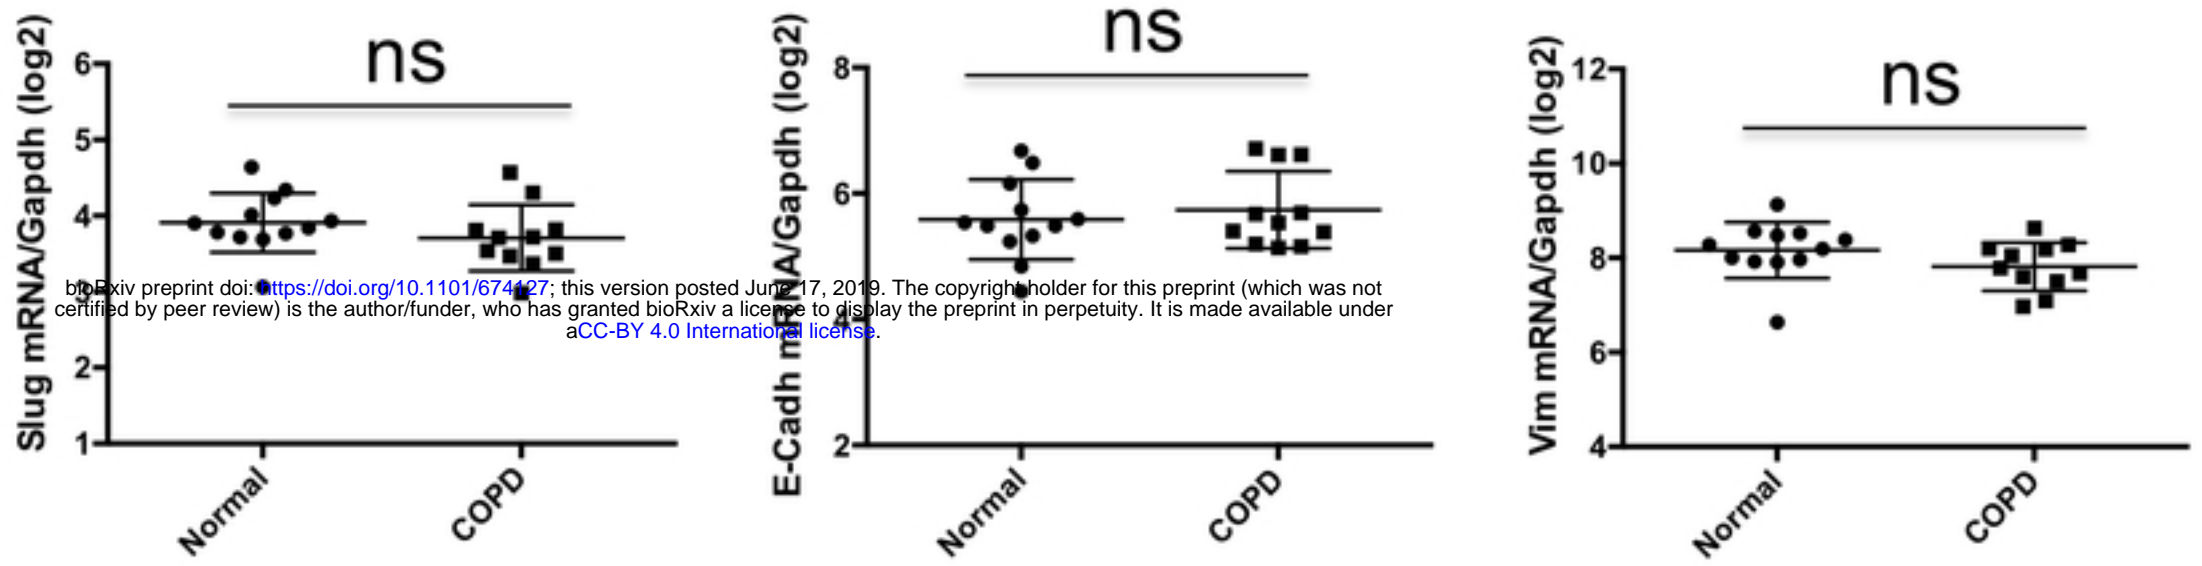 ns
6
5
4
3
2
1
Slug mRNA/Gapdh (log2)
Normal
COPD
ns
8
6
4
2
E-Cadh mRNA/Gapdh (log2)
Normal
COPD
ns
12
10
8
6
4
Vim mRNA/Gapdh (log2)
Normal
COPD
bioRxiv preprint doi: https://doi.org/10.1101/674127; this version posted June 17, 2019. The copyright holder for this preprint (which was not
certified by peer review) is the author/funder, who has granted bioRxiv a license to display the preprint in perpetuity. It is made available under
aCC-BY 4.0 International license.